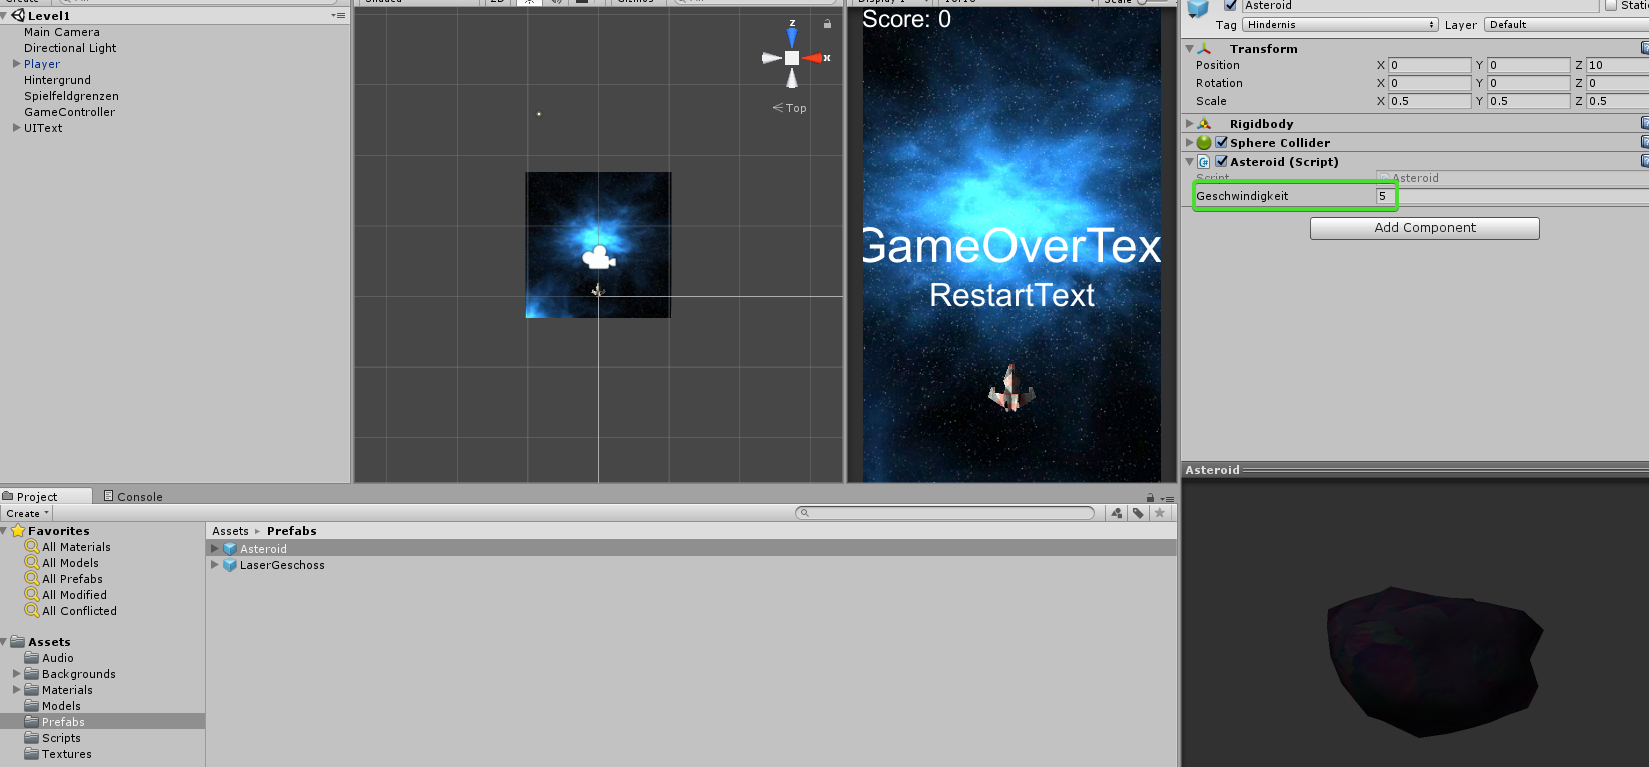 Level1
Main Camera
Directional Light
Player
Hintergrund
Spielfeldgrenzen
GameController
UIText
z
x
Top
Score: 0
GameOverTex
RestartText
Asteroid
Tag Hindernis Layer Default
Transform
Position X 0 Y 0 Z 10
Rotation X 0 Y 0 Z 0
Scale X 0.5 Y 0.5 Z 0.5
Rigidbody
Sphere Collider
Asteroid (Script)
Script Asteroid
Geschwindigkeit 5
Add Component
Asteroid
Project Console
Create
Favorites
All Materials
All Models
All Prefabs
All Modified
All Conflicted
Assets
Audio
Backgrounds
Materials
Models
Prefabs
Scripts
Textures
Assets Prefabs
Asteroid
LaserGeschoss